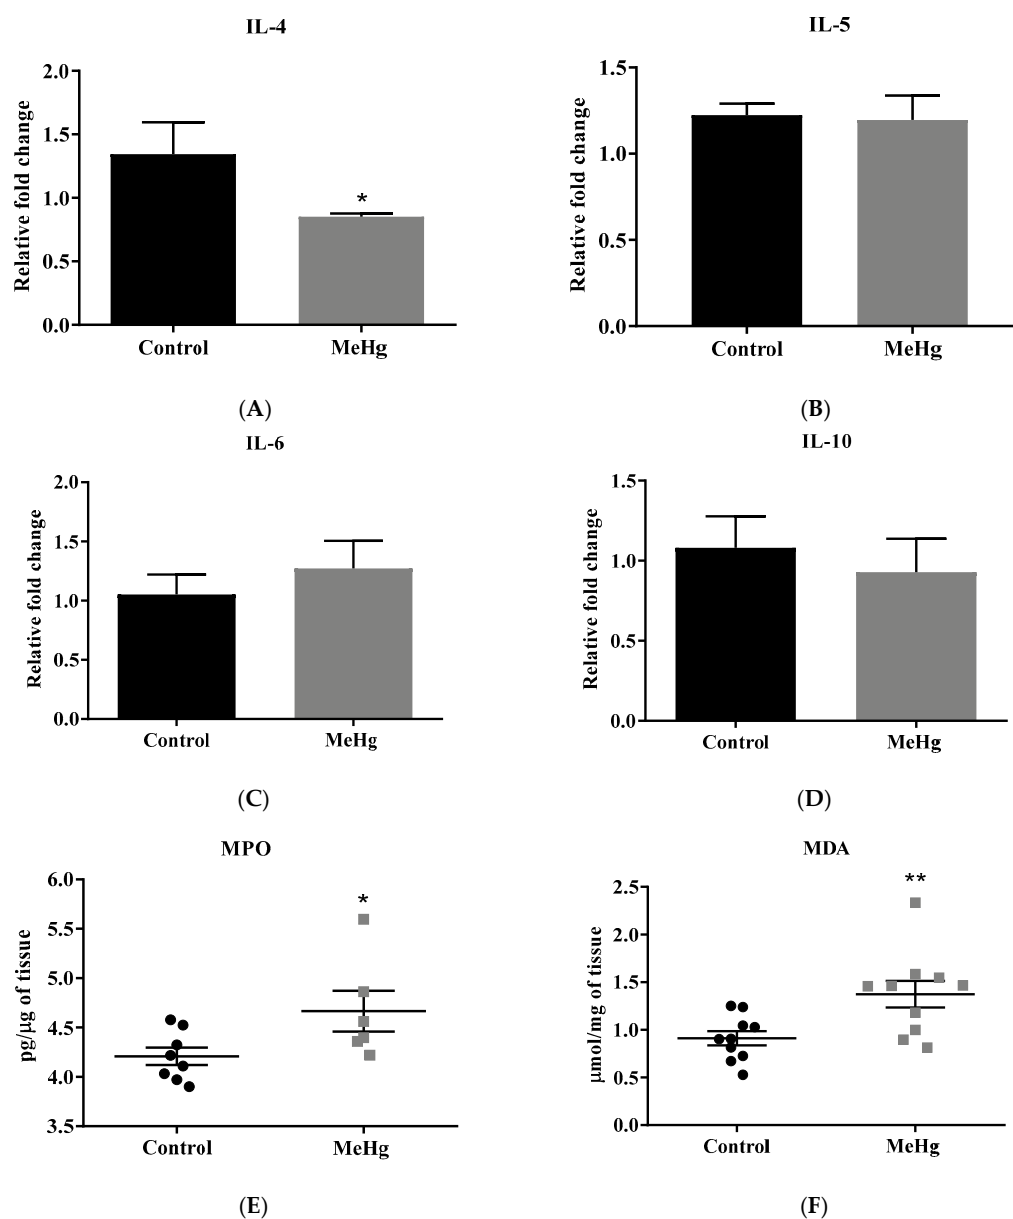 IL-4
Relative fold change
2.0
1.5
1.0
0.5
0.0
*
Control
MeHg
(A)
IL-5
Relative fold change
1.5
1.0
0.5
0.0
Control
MeHg
(B)
IL-6
Relative fold change
2.0
1.5
1.0
0.5
0.0
Control
MeHg
(C)
IL-10
Relative fold change
1.5
1.0
0.5
0.0
Control
MeHg
(D)
MPO
pg/µg of tissue
6.0
5.5
5.0
4.5
4.0
3.5
*
Control
MeHg
(E)
MDA
µmol/mg of tissue
2.5
2.0
1.5
1.0
0.5
0.0
**
Control
MeHg
(F)